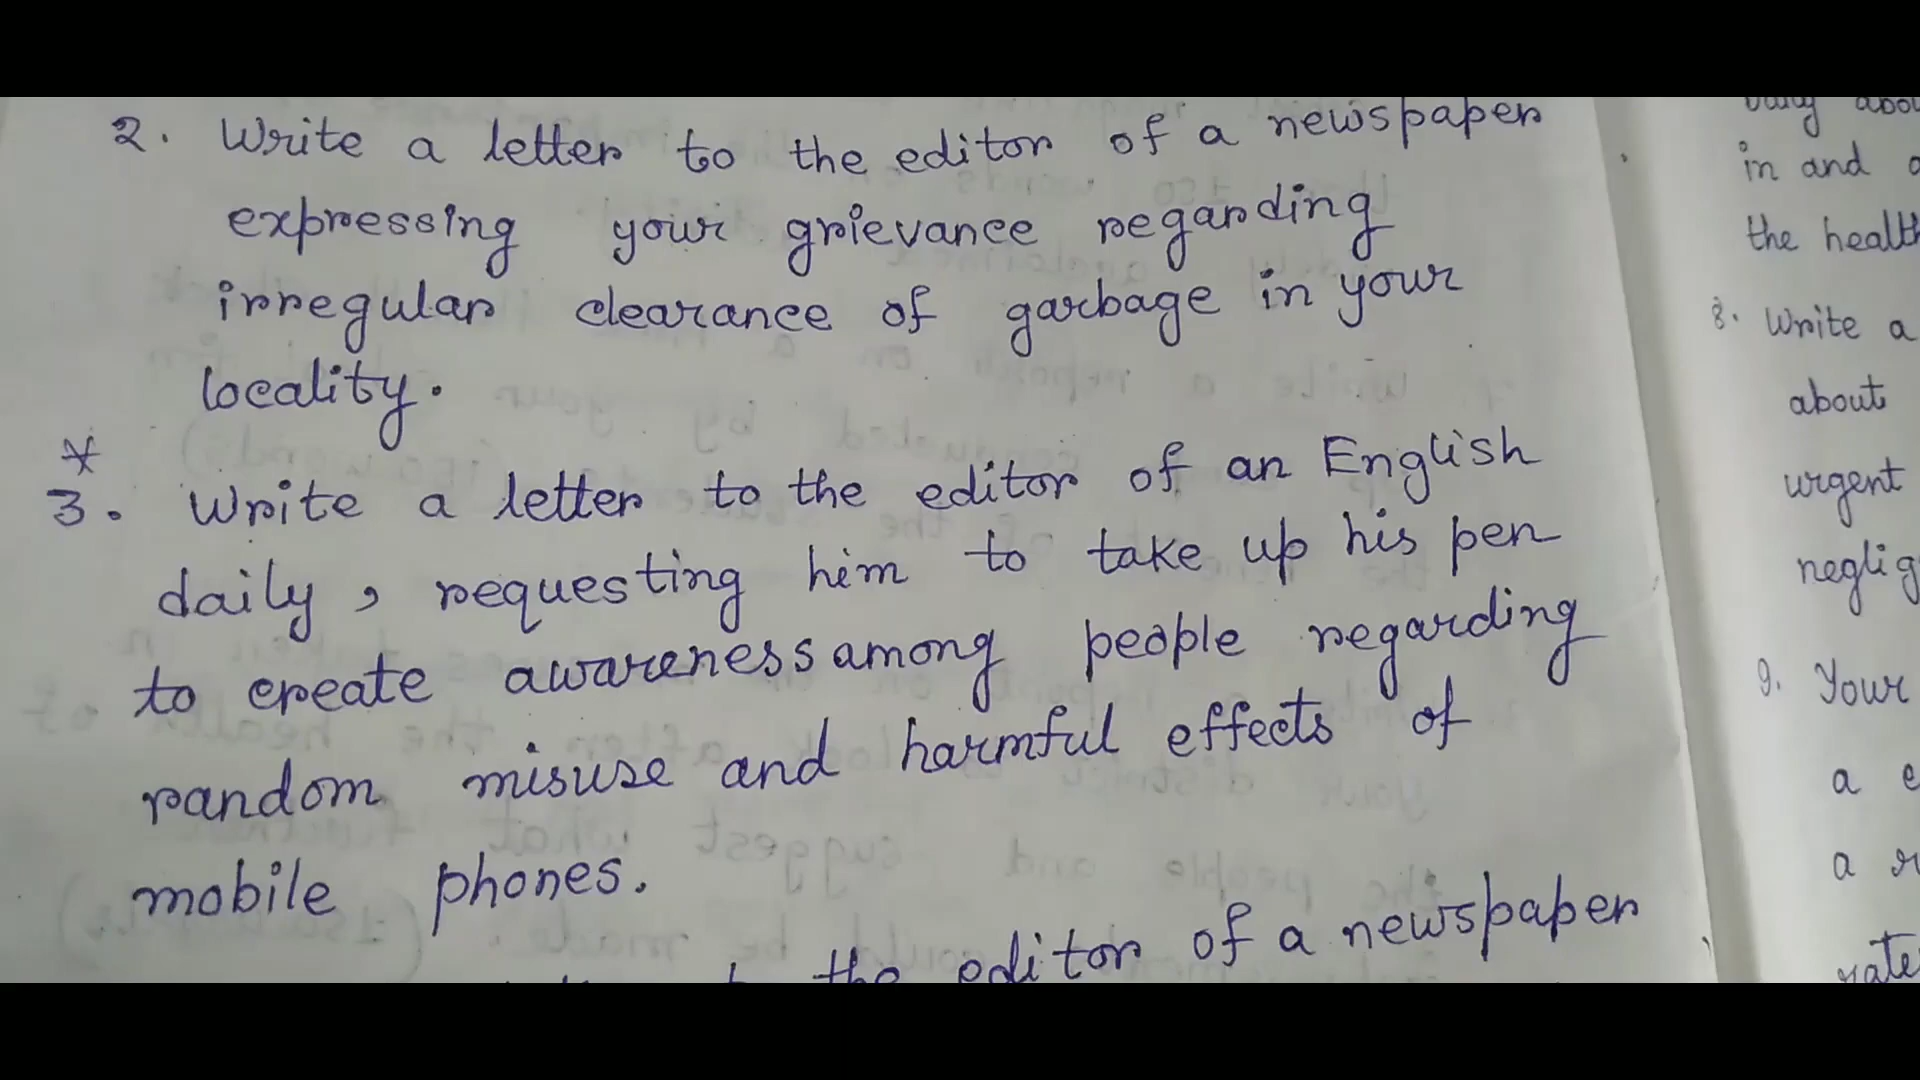 2. Write a letter to the editor of a newspaper
expressing your grievance regarding
irregular clearance of garbage in your
locality.
*
3. Write a letter to the editor of an English
daily, requesting him to take up his pen
to create awareness among people regarding
random misuse and harmful effects of
mobile phones.
the editor of a newspaper
in and
the health
8. Write a
about
urgent
9. Your
a
a